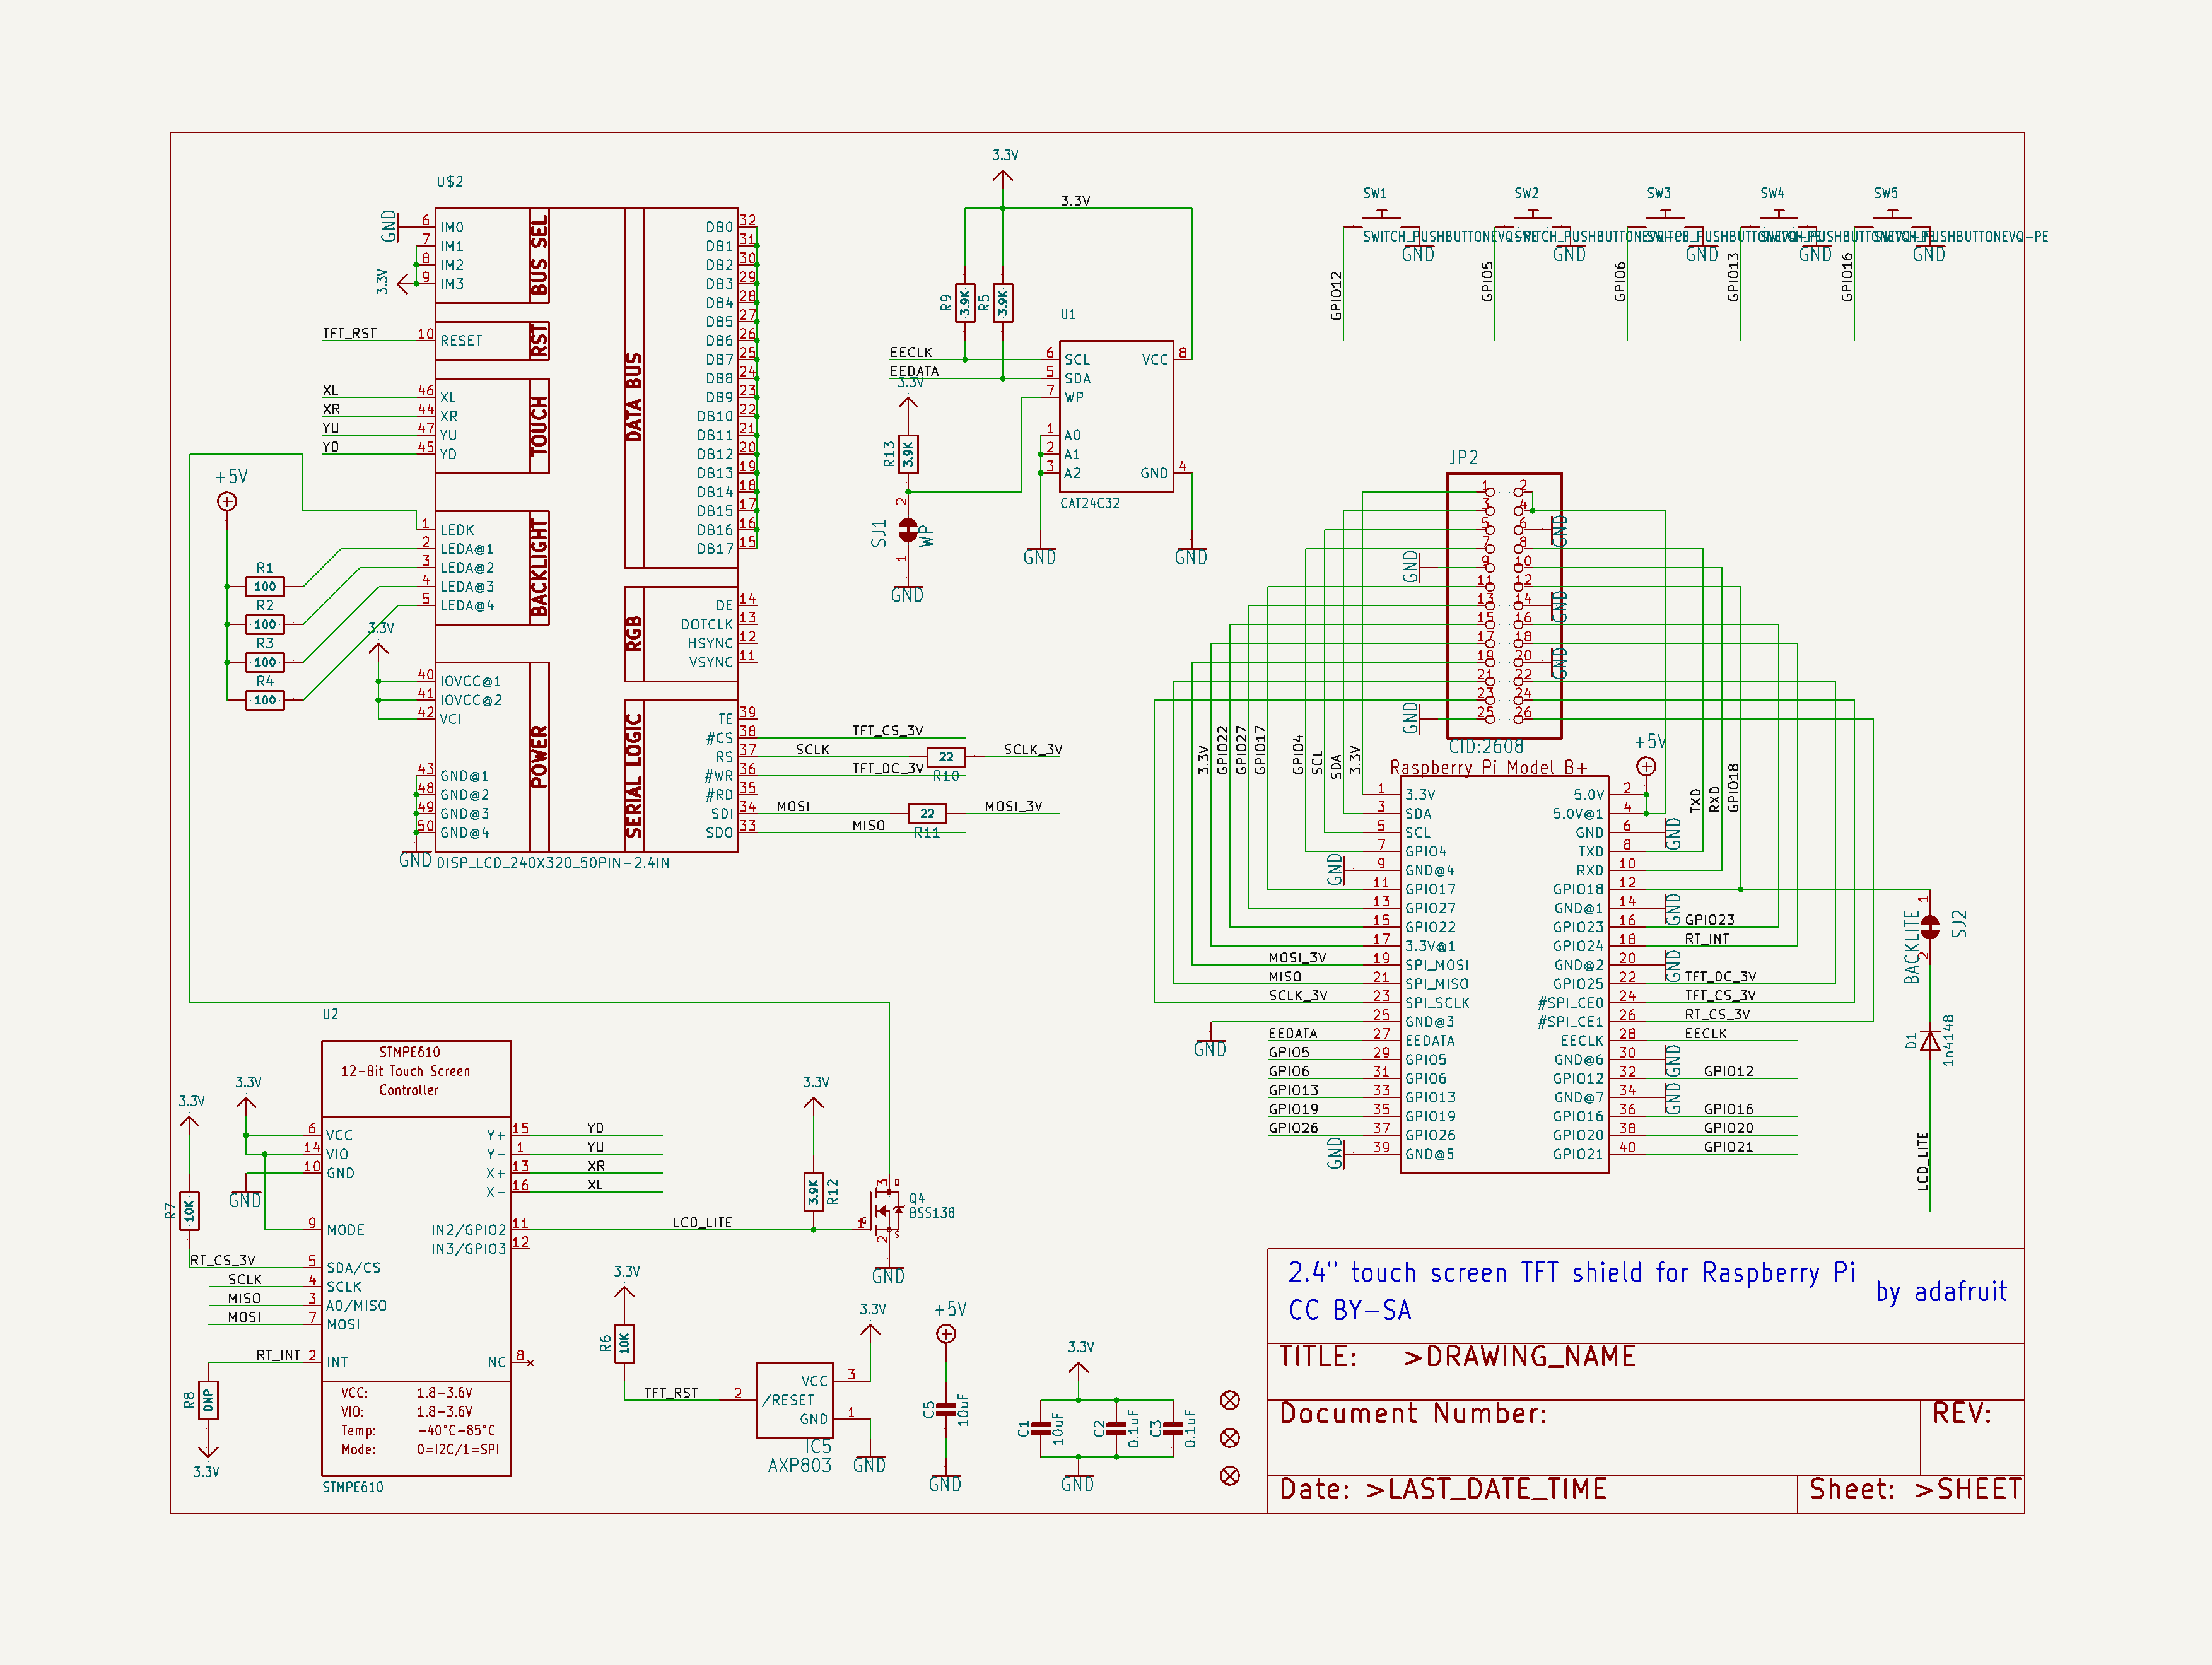 U$2
GND
3.3V
6 IM0
7 IM1
8 IM2
9 IM3
BUS SEL
TFT_RST
10 RESET
RST
XL 46 XL
XR 44 XR
YU 47 YU
YD 45 YD
TOUCH
+5V
1 LEDK
2 LEDA@1
3 LEDA@2
4 LEDA@3
5 LEDA@4
BACKLIGHT
R1
100
R2
100
R3
100
R4
100
3.3V
40 IOVCC@1
41 IOVCC@2
42 VCI
43 GND@1
48 GND@2
49 GND@3
50 GND@4
POWER
GND
DISP_LCD_240X320_50PIN-2.4IN
DATA BUS
DB0 32
DB1 31
DB2 30
DB3 29
DB4 28
DB5 27
DB6 26
DB7 25
DB8 24
DB9 23
DB10 22
DB11 21
DB12 20
DB13 19
DB14 18
DB15 17
DB16 16
DB17 15
RGB
DE 14
DOTCLK 13
HSYNC 12
VSYNC 11
SERIAL LOGIC
TE 39
#CS 38
RS 37
#WR 36
#RD 35
SDI 34
SDO 33
TFT_CS_3V
SCLK
22
R10
SCLK_3V
TFT_DC_3V
MOSI
22
R11
MOSI_3V
MISO
3.3V
3.3V
R9
3.9K
R5
3.9K
U1
EECLK
EEDATA
6 SCL
5 SDA
7 WP
1 A0
2 A1
3 A2
VCC 8
GND 4
CAT24C32
GND
GND
3.3V
R13
3.9K
2
SJ1
WP
1
GND
SW1
SWITCH_PUSHBUTTONEVQ-PE
GND
GPIO12
SW2
SWITCH_PUSHBUTTONEVQ-PE
GND
GPIO5
SW3
SWITCH_PUSHBUTTONEVQ-PE
GND
GPIO6
SW4
SWITCH_PUSHBUTTONEVQ-PE
GND
GPIO13
SW5
SWITCH_PUSHBUTTONEVQ-PE
GND
GPIO16
JP2
1 2
3 4
5 6 GND
7 8
GND 9 10
11 12
13 14 GND
15 16
17 18
19 20 GND
21 22
23 24
GND 25 26
CID:2608
3.3V
GPIO22
GPIO27
GPIO17
GPIO4
SCL
SDA
3.3V
+5V
TXD
RXD
GPIO18
Raspberry Pi Model B+
1 3.3V 5.0V 2
3 SDA 5.0V@1 4
5 SCL GND 6 GND
7 GPIO4 TXD 8
GND 9 GND@4 RXD 10
11 GPIO17 GPIO18 12
13 GPIO27 GND@1 14 GND
15 GPIO22 GPIO23 16 GPIO23
17 3.3V@1 GPIO24 18 RT_INT
MOSI_3V 19 SPI_MOSI GND@2 20 GND
MISO 21 SPI_MISO GPIO25 22 TFT_DC_3V
SCLK_3V 23 SPI_SCLK #SPI_CE0 24 TFT_CS_3V
GND 25 GND@3 #SPI_CE1 26 RT_CS_3V
EEDATA 27 EEDATA EECLK 28 EECLK
GPIO5 29 GPIO5 GND@6 30 GND
GPIO6 31 GPIO6 GPIO12 32 GPIO12
GPIO13 33 GPIO13 GND@7 34 GND
GPIO19 35 GPIO19 GPIO16 36 GPIO16
GPIO26 37 GPIO26 GPIO20 38 GPIO20
GND 39 GND@5 GPIO21 40 GPIO21
1
BACKLITE
SJ2
2
D1
1n4148
LCD_LITE
U2
STMPE610
12-Bit Touch Screen
Controller
3.3V
3.3V
6 VCC
14 VIO
10 GND
GND
R7
10K
9 MODE
RT_CS_3V 5 SDA/CS
SCLK 4 SCLK
MISO 3 A0/MISO
MOSI 7 MOSI
RT_INT 2 INT
R8
DNP
3.3V
Y+ 15 YD
Y- 1 YU
X+ 13 XR
X- 16 XL
IN2/GPIO2 11
IN3/GPIO3 12
NC 8
VCC: 1.8-3.6V
VIO: 1.8-3.6V
Temp: -40°C-85°C
Mode: 0=I2C/1=SPI
STMPE610
LCD_LITE
3.3V
3.9K
R12
3 D
1 G
2 S
Q4
BSS138
GND
3.3V
R6
10K
TFT_RST
2 /RESET
VCC 3
GND 1
IC5
AXP803
3.3V
GND
+5V
C5
10uF
GND
3.3V
C1
10uF
C2
0.1uF
C3
0.1uF
GND
2.4" touch screen TFT shield for Raspberry Pi
by adafruit
CC BY-SA
TITLE: >DRAWING_NAME
Document Number:
REV:
Date: >LAST_DATE_TIME
Sheet: >SHEET